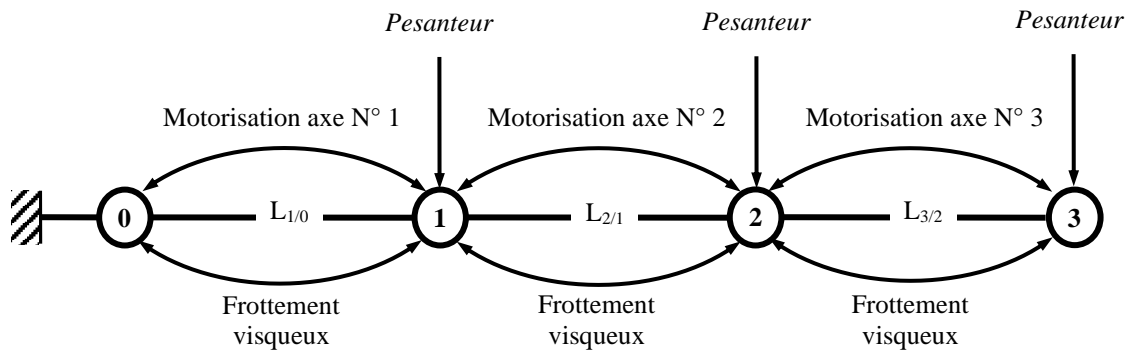 Pesanteur Pesanteur Pesanteur
Motorisation axe N° 1 Motorisation axe N° 2 Motorisation axe N° 3
0 L1/0 1 L2/1 2 L3/2 3
Frottement visqueux
Frottement visqueux
Frottement visqueux